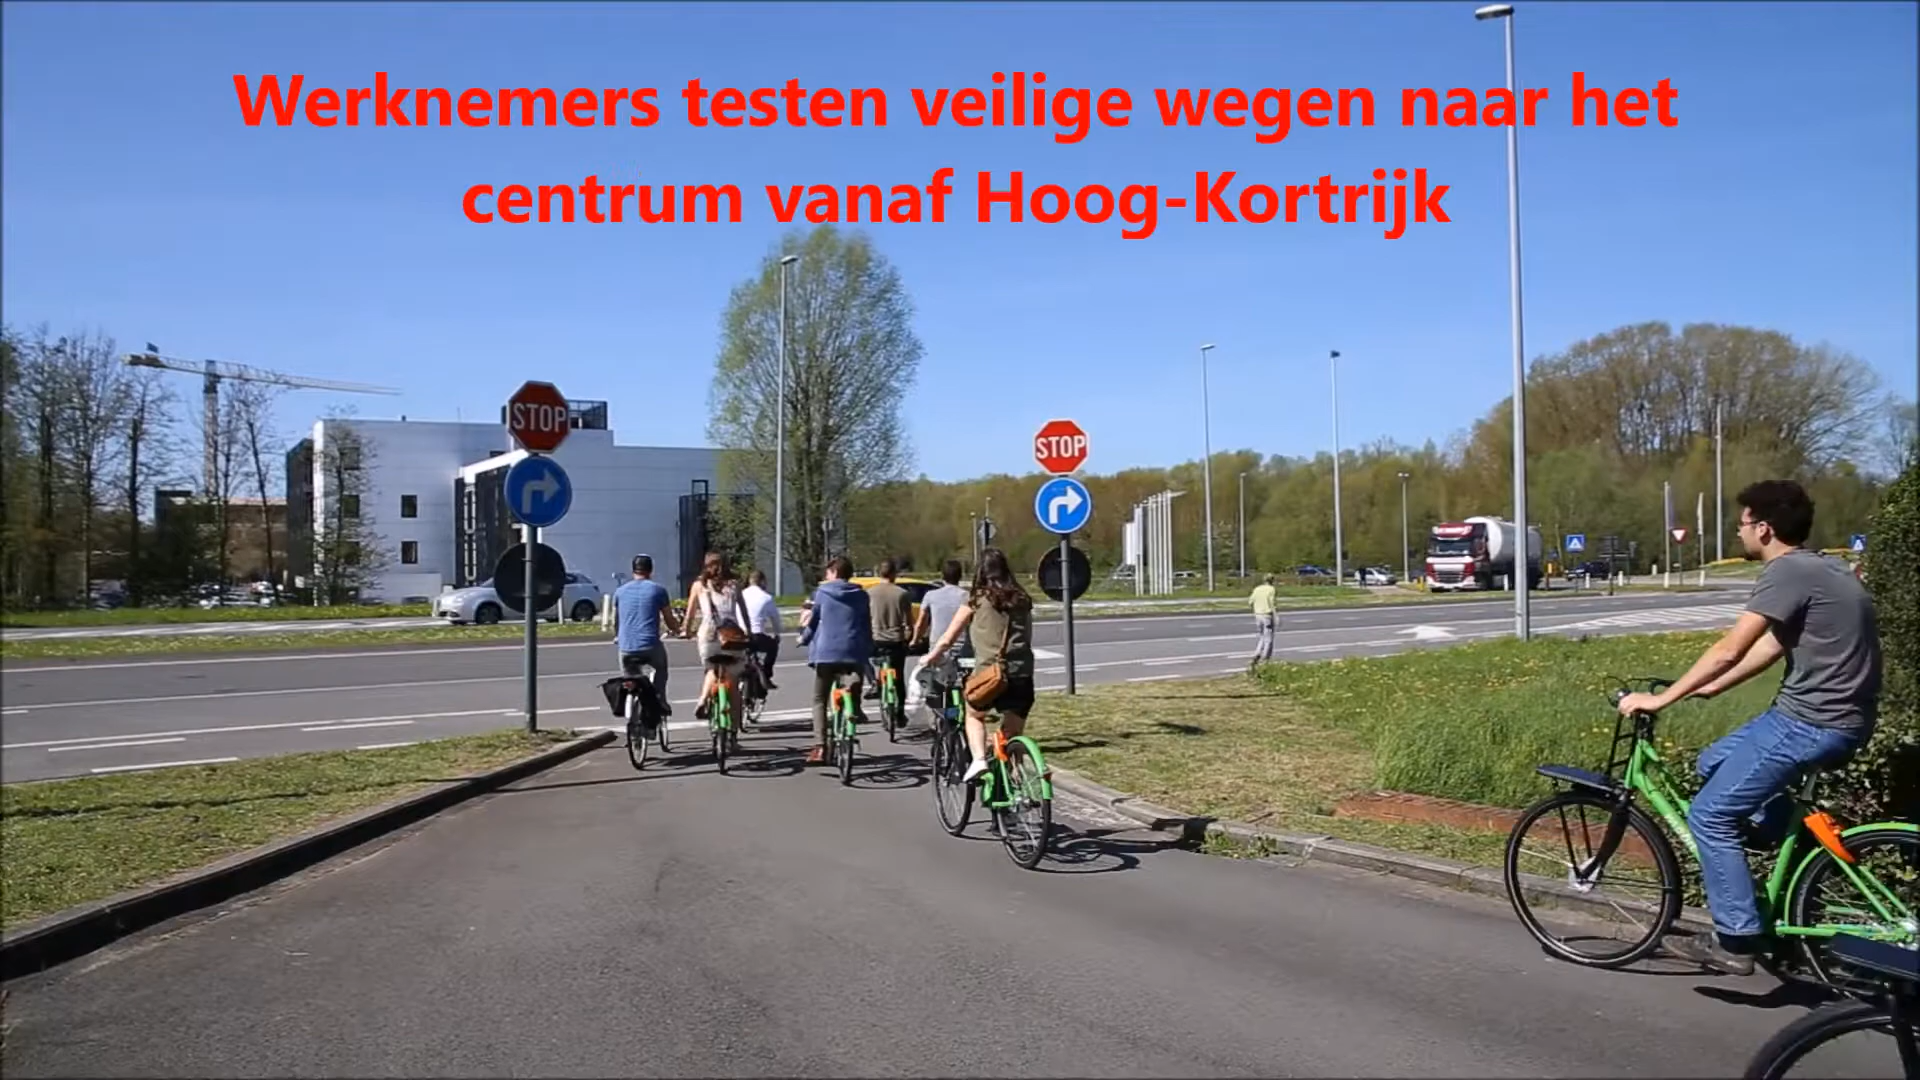 Werknemers testen veilige wegen naar het
centrum vanaf Hoog-Kortrijk
STOP
STOP